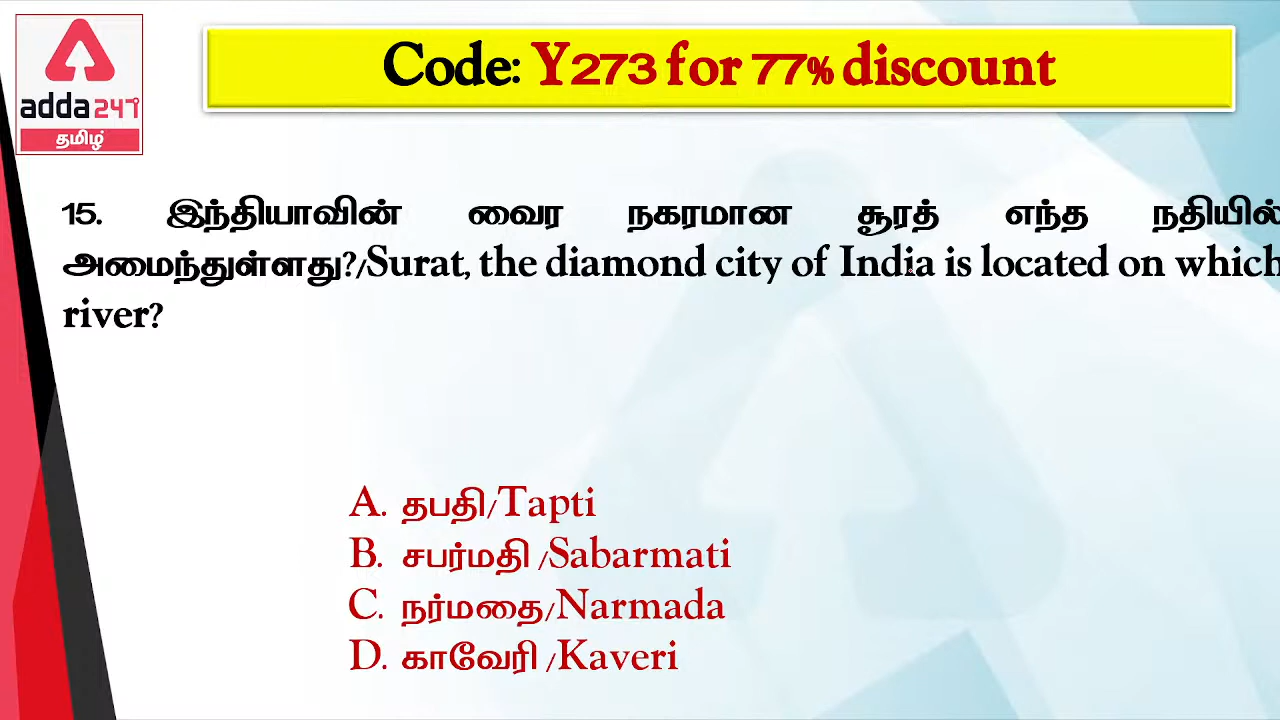 Code: Y273 for 77% discount
adda247
தமிழ்
15. இந்தியாவின் வைர நகரமான சூரத் எந்த நதியில்
அமைந்துள்ளது?/Surat, the diamond city of India is located on which
river?
A. தபதி/Tapti
B. சபர்மதி /Sabarmati
C. நர்மதை/Narmada
D. காவேரி /Kaveri